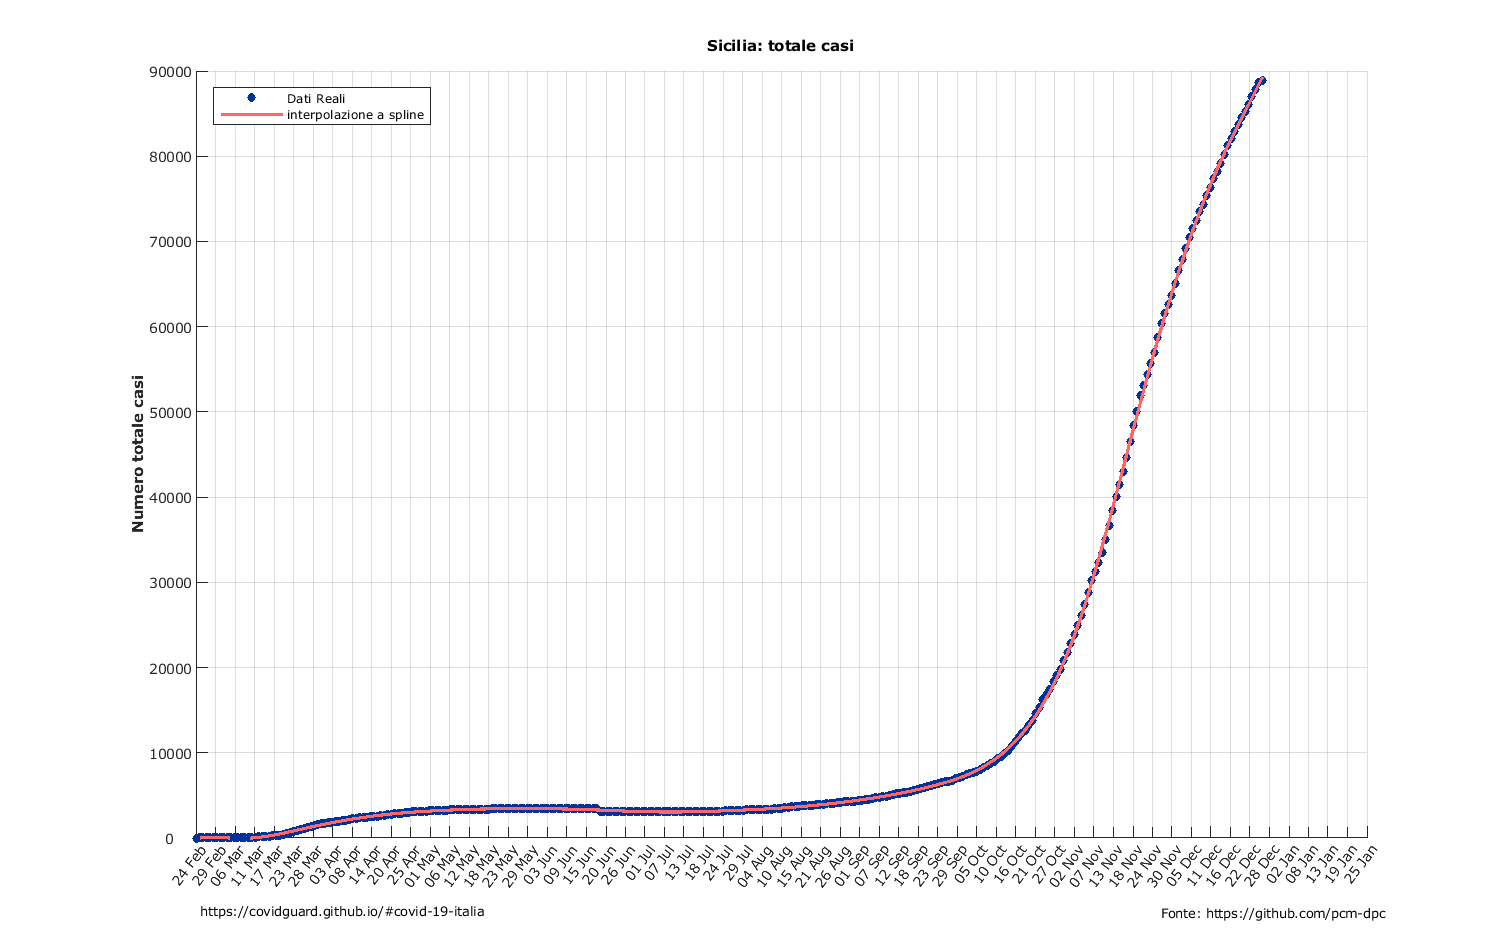 Sicilia: totale casi
Dati Reali
interpolazione a spline
Numero totale casi
90000
80000
70000
60000
50000
40000
30000
20000
10000
0
24 Feb
29 Feb
06 Mar
11 Mar
17 Mar
23 Mar
28 Mar
03 Apr
08 Apr
14 Apr
20 Apr
25 Apr
01 May
06 May
12 May
18 May
23 May
29 May
03 Jun
09 Jun
15 Jun
20 Jun
26 Jun
01 Jul
07 Jul
13 Jul
18 Jul
24 Jul
29 Jul
04 Aug
10 Aug
15 Aug
21 Aug
26 Aug
01 Sep
07 Sep
12 Sep
18 Sep
23 Sep
29 Sep
05 Oct
10 Oct
16 Oct
21 Oct
27 Oct
02 Nov
07 Nov
13 Nov
18 Nov
24 Nov
30 Dec
05 Dec
11 Dec
16 Dec
22 Dec
28 Dec
02 Jan
08 Jan
13 Jan
19 Jan
25 Jan
https://covidguard.github.io/#covid-19-italia
Fonte: https://github.com/pcm-dpc